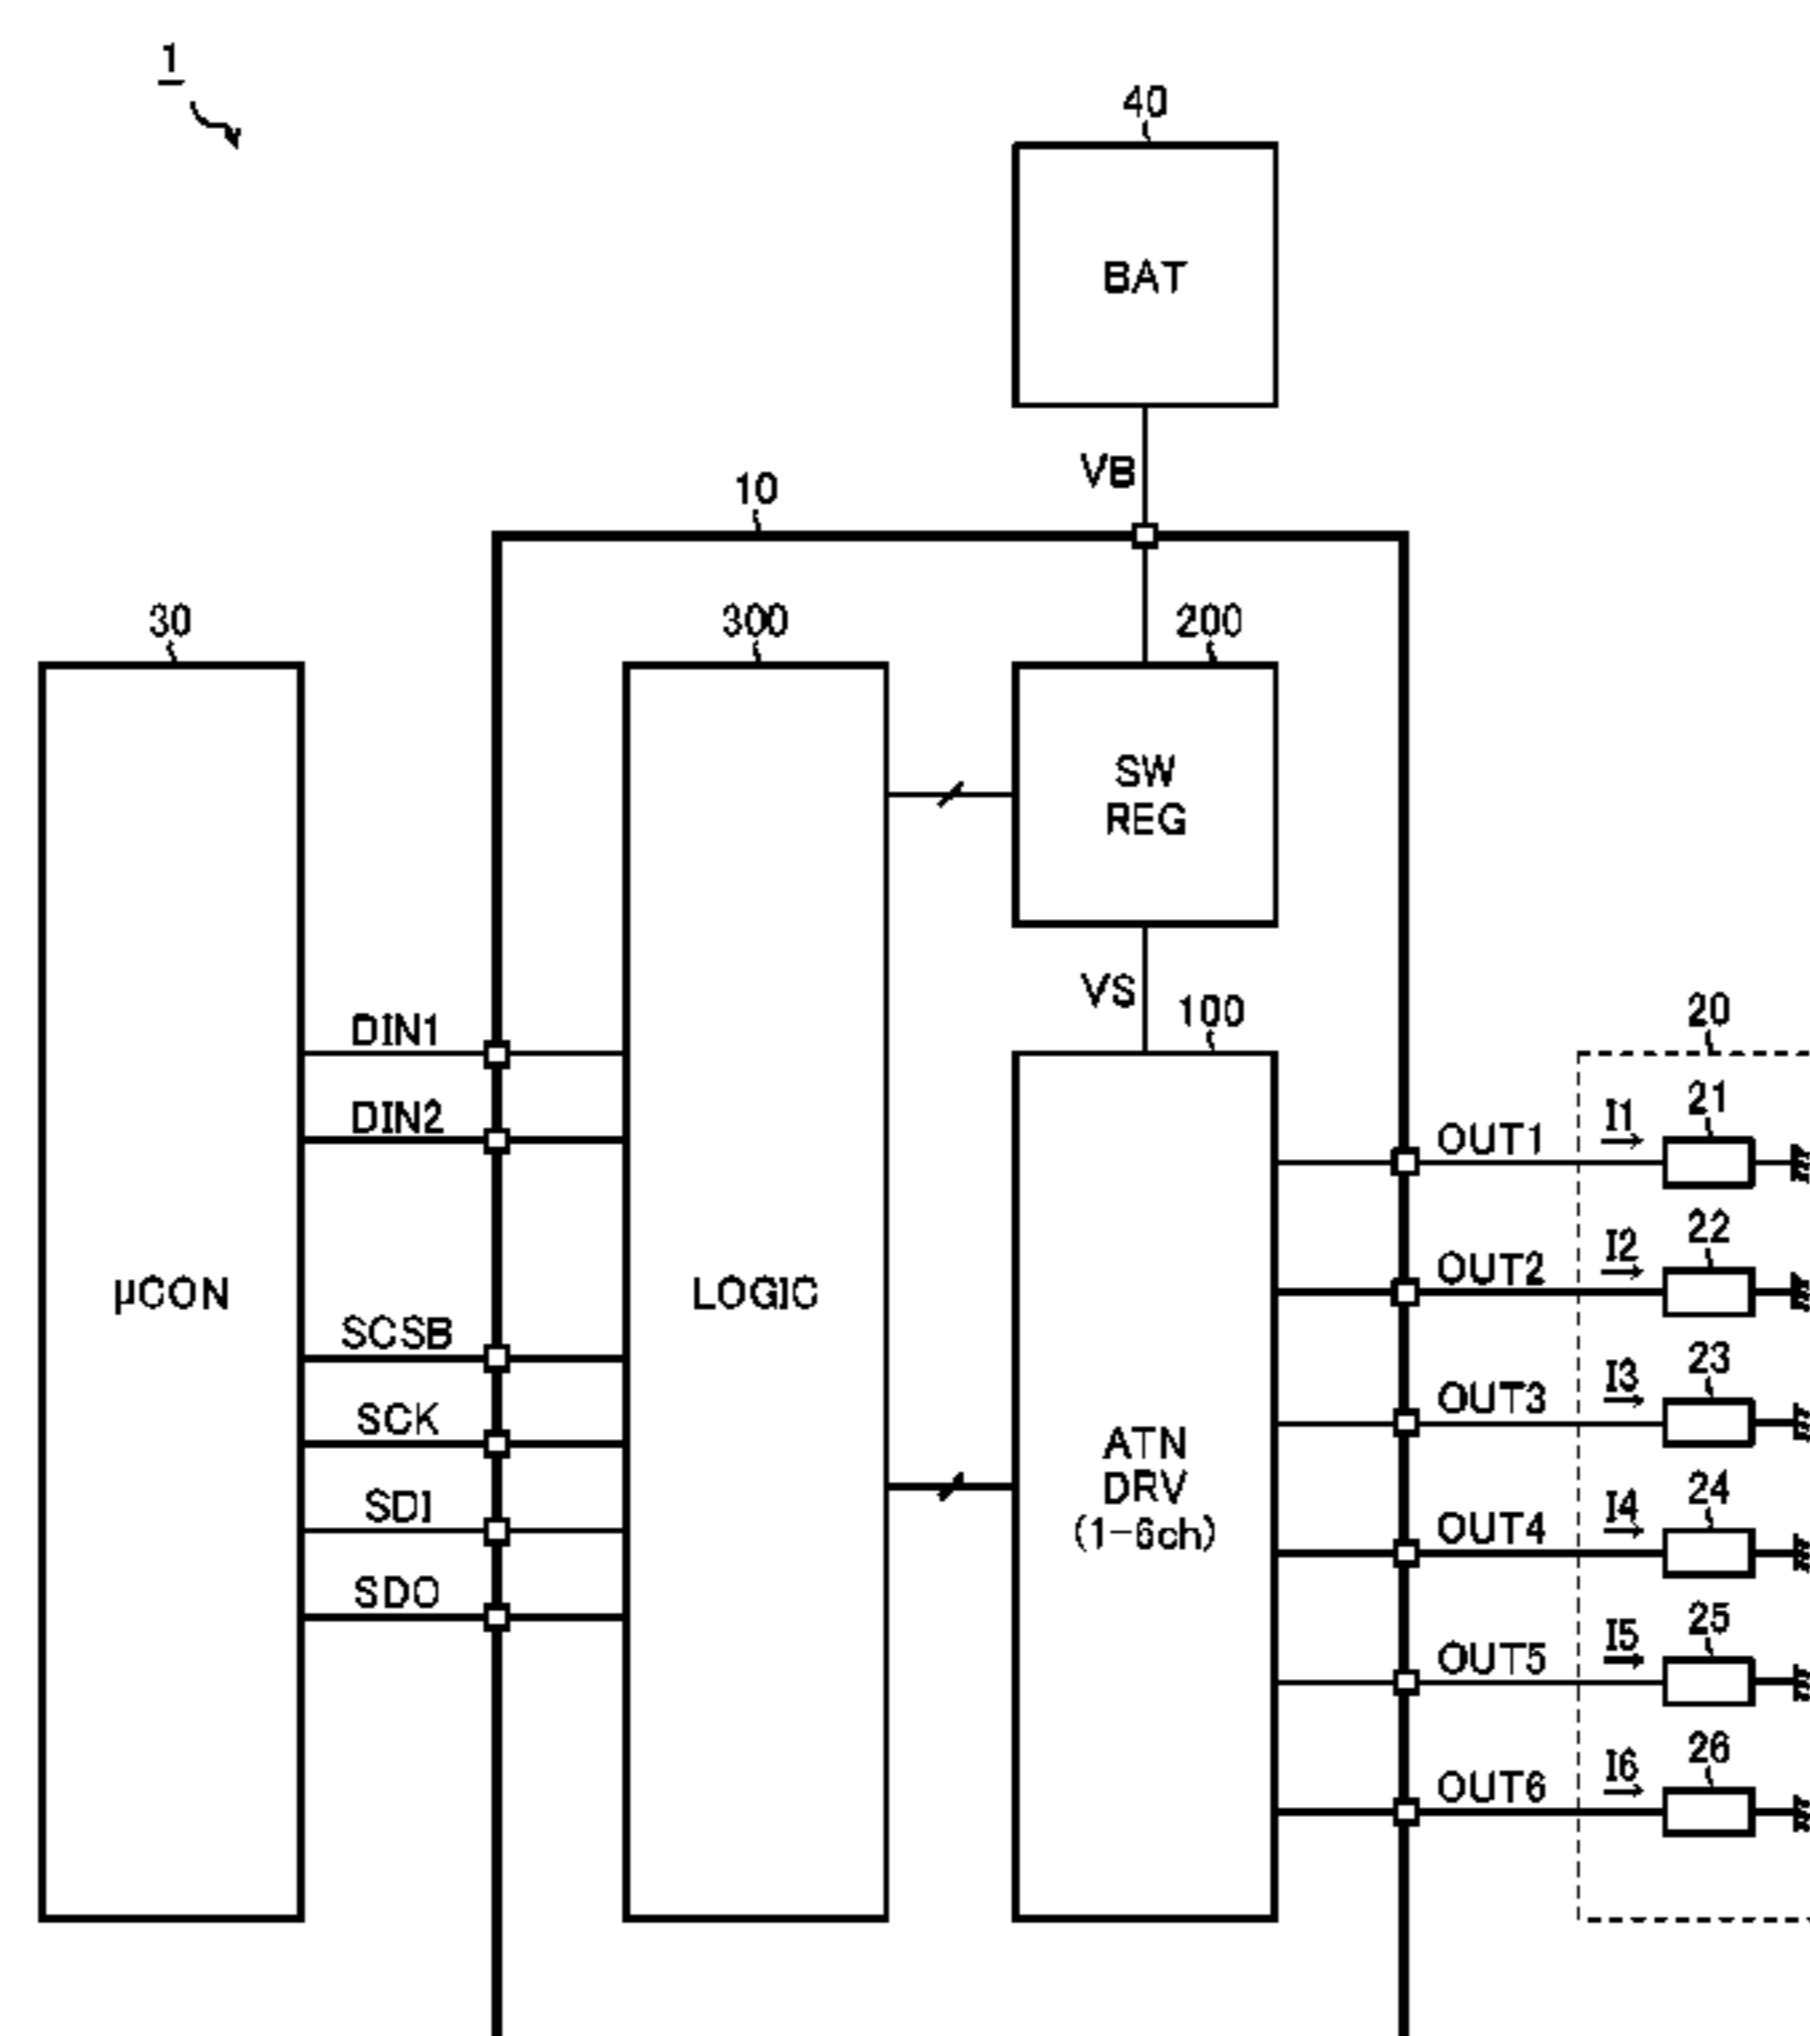 1
40
BAT
VB
10
30
300
200
SW
REG
VS
100
20
DIN1
DIN2
µCON
SCSB
SCK
SDI
SDO
LOGIC
ATN
DRV
(1-6ch)
OUT1
I1
21
OUT2
I2
22
OUT3
I3
23
OUT4
I4
24
OUT5
I5
25
OUT6
I6
26